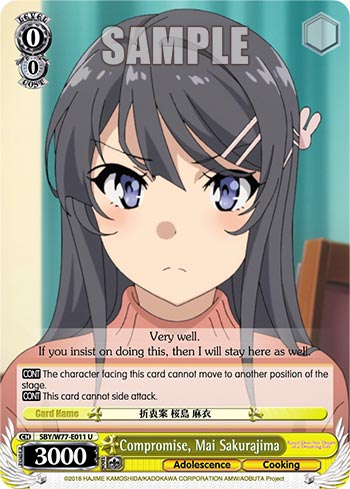 LEVEL
0
0
COST
SAMPLE
Very well.
If you insist on doing this, then I will stay here as well.
CONT The character facing this card cannot move to another position of the
stage.
CONT This card cannot side attack.
Card Name
折衷案 桜島 麻衣
CH
SBY/W77-E011 U
Compromise, Mai Sakurajima
3000
Adolescence
Cooking
©2018 HAJIME KAMOSHIDA/KADOKAWA CORPORATION AMW/AOBUTA Project